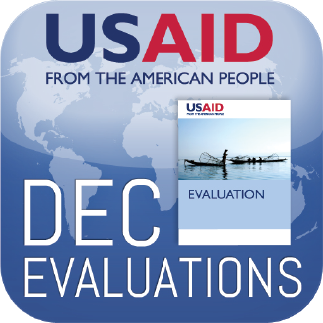 USAID
FROM THE AMERICAN PEOPLE
USAID
EVALUATION
DEC
EVALUATIONS